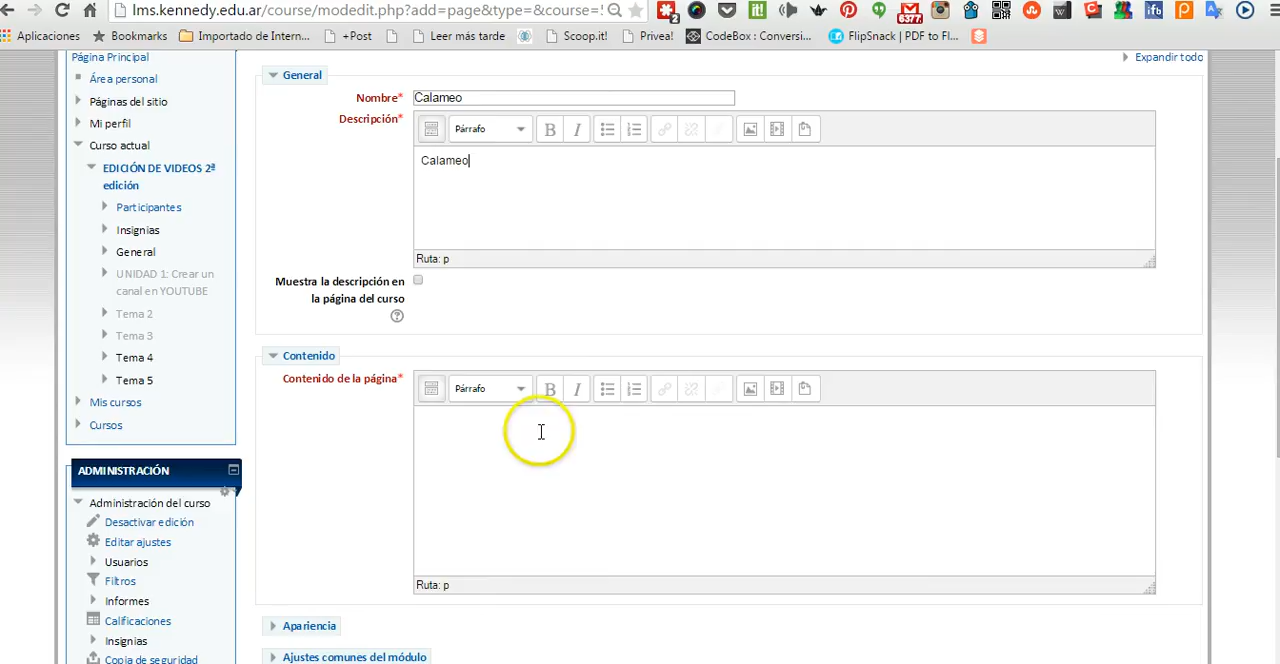 lms.kennedy.edu.ar/course/modedit.php?add=page&type=&course=!
2
6377
it!
W
ifb
Aplicaciones
Bookmarks
Importado de Intern...
+Post
Leer más tarde
Scoop.it!
Privea!
CodeBox : Conversi...
FlipSnack | PDF to Fl...
Página Principal
Área personal
Páginas del sitio
Mi perfil
Curso actual
EDICIÓN DE VIDEOS 2ª
edición
Participantes
Insignias
General
UNIDAD 1: Crear un
canal en YOUTUBE
Tema 2
Tema 3
Tema 4
Tema 5
Mis cursos
Cursos
ADMINISTRACIÓN
Administración del curso
Desactivar edición
Editar ajustes
Usuarios
Filtros
Informes
Calificaciones
Insignias
Copia de seguridad
Expandir todo
General
Nombre*
Calameo
Descripción*
Párrafo
B I
Calameo
Ruta: p
Muestra la descripción en
la página del curso
?
Contenido
Contenido de la página*
Párrafo
B I
Ruta: p
Apariencia
Ajustes comunes del módulo